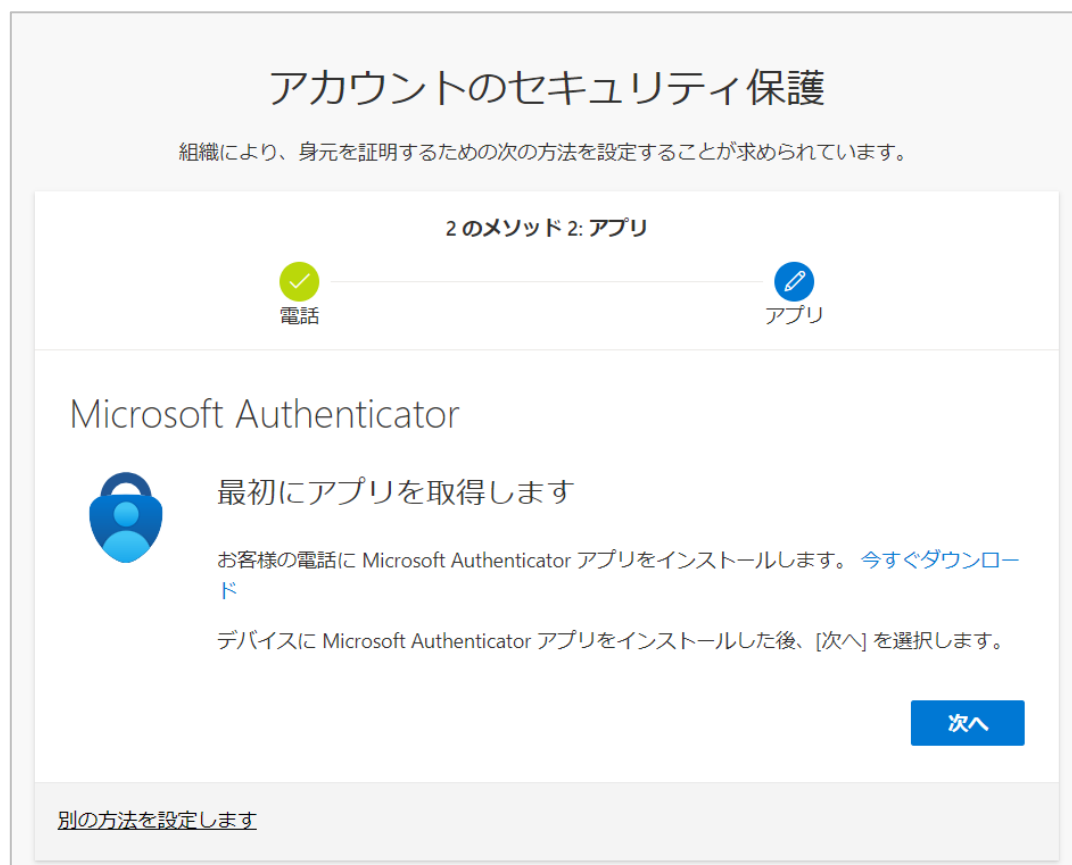 アカウントのセキュリティ保護
組織により、身元を証明するための次の方法を設定することが求められています。
2 のメソッド 2: アプリ
電話
アプリ
Microsoft Authenticator
最初にアプリを取得します
お客様の電話に Microsoft Authenticator アプリをインストールします。 今すぐダウンロー
ド
デバイスに Microsoft Authenticator アプリをインストールした後、[次へ] を選択します。
次へ
別の方法を設定します